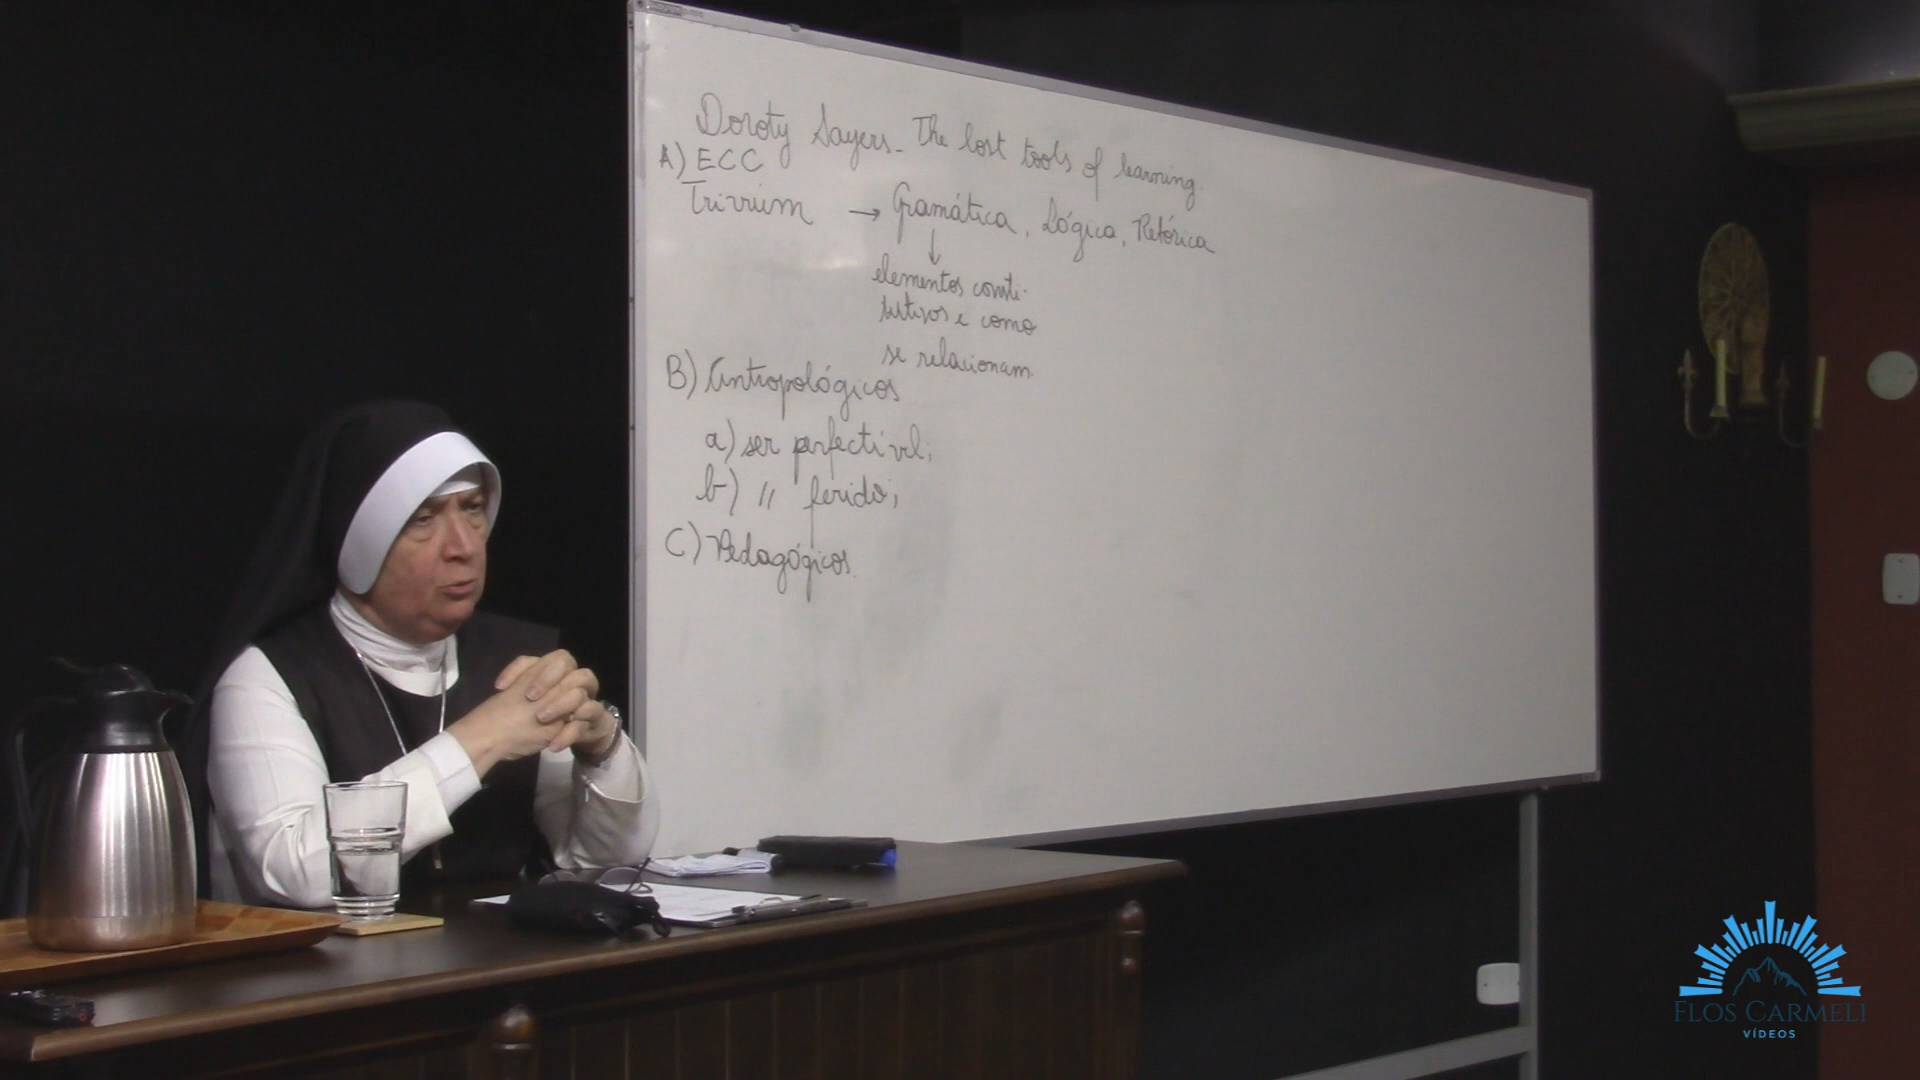 Doroty Sayers - The lost tools of learning.
A) ECC
Trivium → Gramática, Lógica, Retórica
↓
elementos consti-
tutivos e como
se relacionam.
B) Antropológicos
a) ser perfectível;
b) " ferido;
C) Pedagógicos.
FLOS CARMELI
VÍDEOS